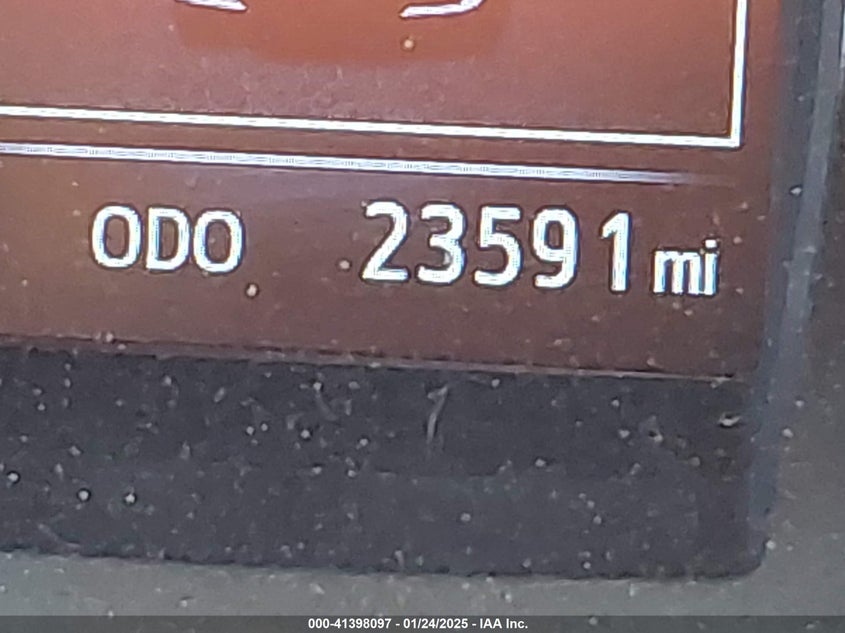 ODO 23591 mi
000-41398097 - 01/24/2025 - IAA Inc.